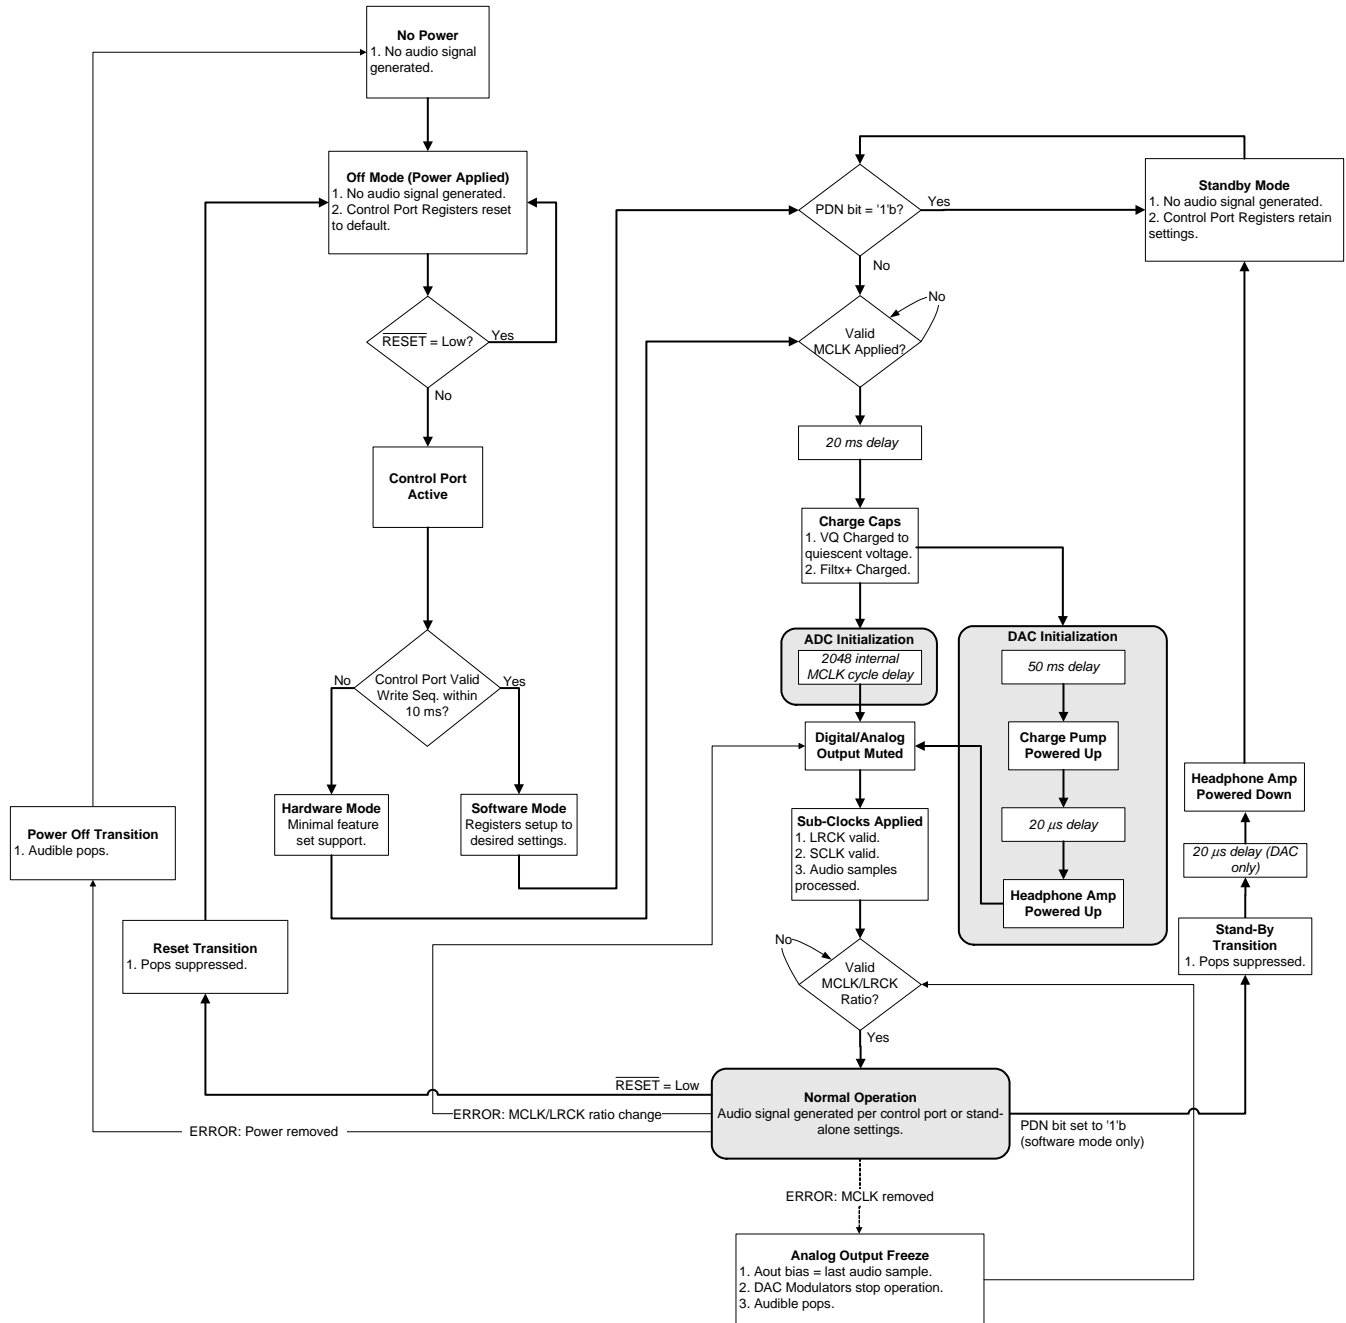 No Power
1. No audio signal
generated.
Off Mode (Power Applied)
1. No audio signal generated.
2. Control Port Registers reset
to default.
RESET = Low?
Yes
No
Control Port
Active
Control Port Valid
Write Seq. within
10 ms?
No
Yes
Hardware Mode
Minimal feature
set support.
Software Mode
Registers setup to
desired settings.
Power Off Transition
1. Audible pops.
Reset Transition
1. Pops suppressed.
PDN bit = '1'b?
Yes
No
Standby Mode
1. No audio signal generated.
2. Control Port Registers retain
settings.
Valid
MCLK Applied?
No
20 ms delay
Charge Caps
1. VQ Charged to
quiescent voltage.
2. Filtx+ Charged.
ADC Initialization
2048 internal
MCLK cycle delay
DAC Initialization
50 ms delay
Charge Pump
Powered Up
20 μs delay
Headphone Amp
Powered Up
Digital/Analog
Output Muted
Sub-Clocks Applied
1. LRCK valid.
2. SCLK valid.
3. Audio samples
processed.
No
Valid
MCLK/LRCK
Ratio?
Yes
Headphone Amp
Powered Down
20 μs delay (DAC
only)
Stand-By
Transition
1. Pops suppressed.
RESET = Low
ERROR: MCLK/LRCK ratio change
ERROR: Power removed
Normal Operation
Audio signal generated per control port or stand-
alone settings.
PDN bit set to '1'b
(software mode only)
ERROR: MCLK removed
Analog Output Freeze
1. Aout bias = last audio sample.
2. DAC Modulators stop operation.
3. Audible pops.